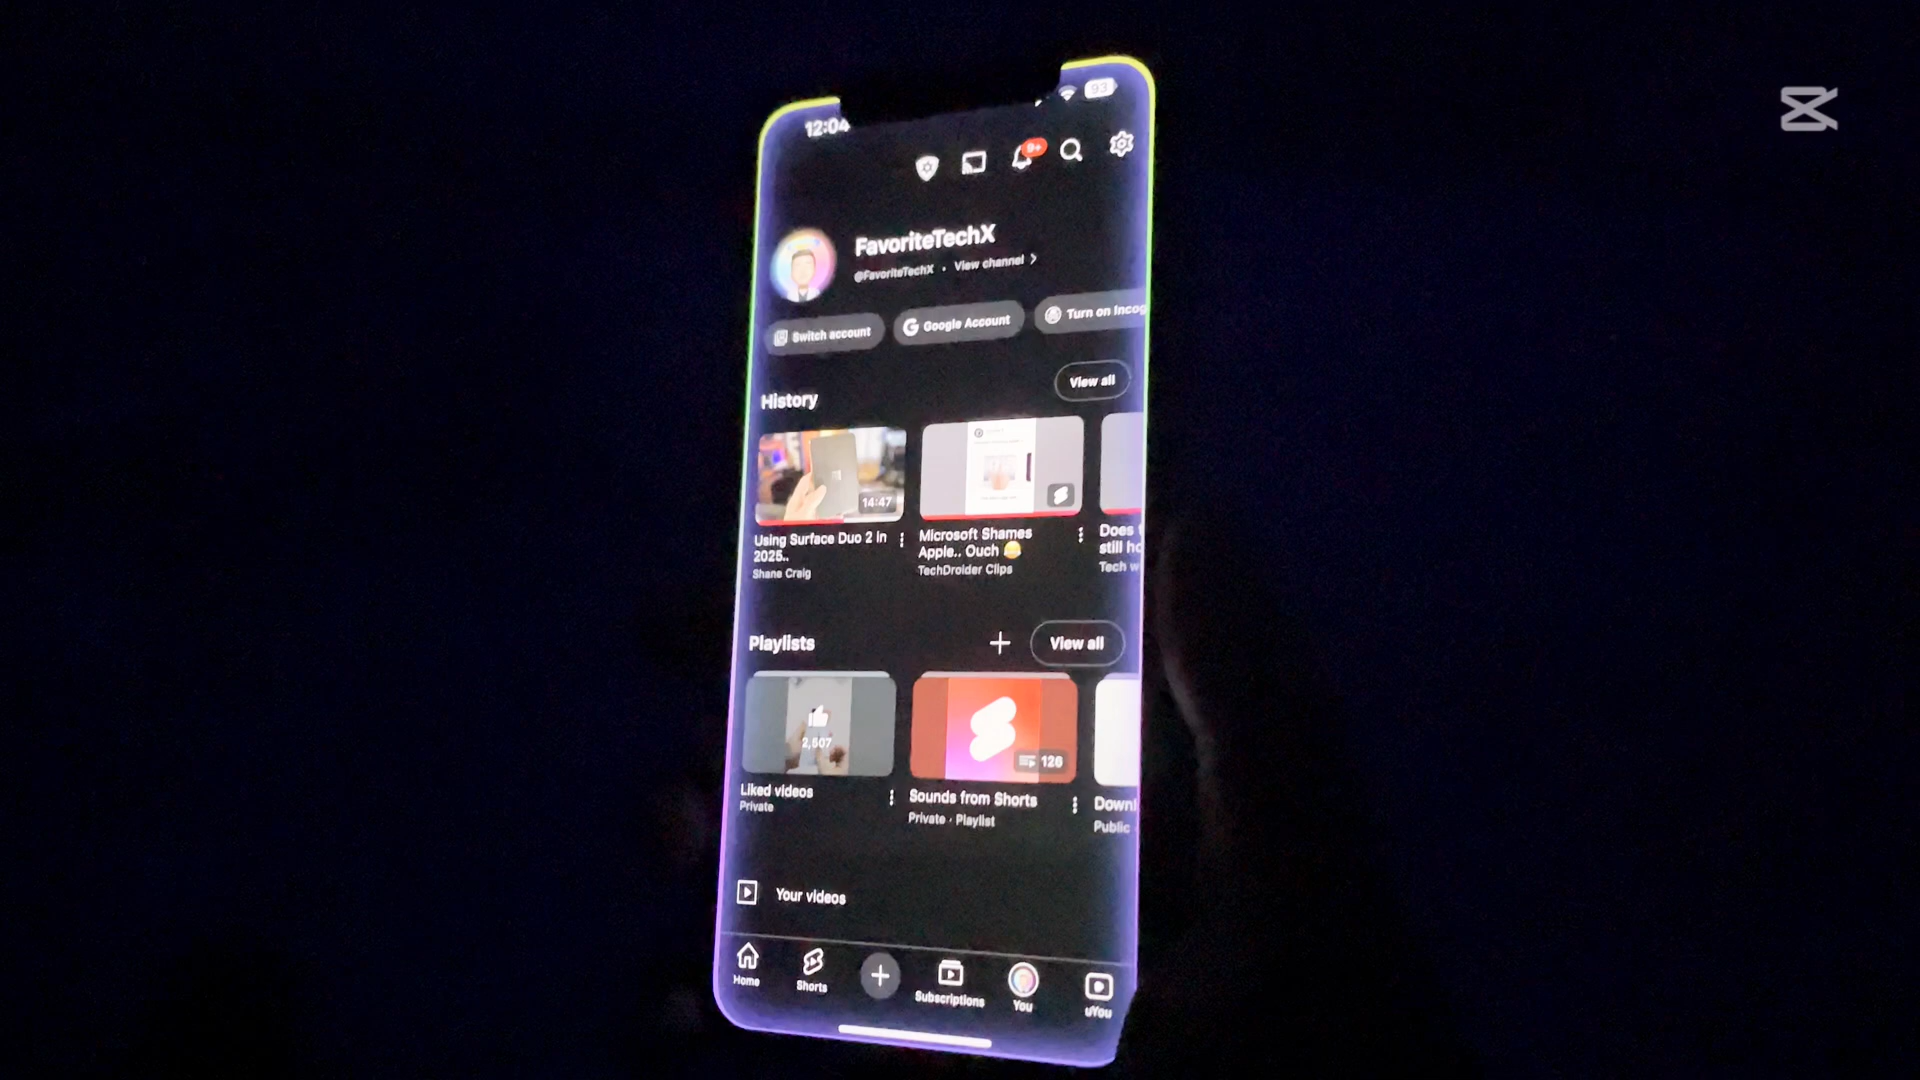 12:04
93
9+
FavoriteTechX
@FavoriteTechX • View channel
Switch account
Google Account
Turn on Incog
View all
History
14:47
Using Surface Duo 2 in
2025..
Shane Craig
Microsoft Shames
Apple.. Ouch 😂
TechDroider Clips
Does
still ho
Tech w
Playlists
View all
2,507
126
Liked videos
Private
Sounds from Shorts
Private · Playlist
Downl
Public
Your videos
Home
Shorts
Subscriptions
You
uYou